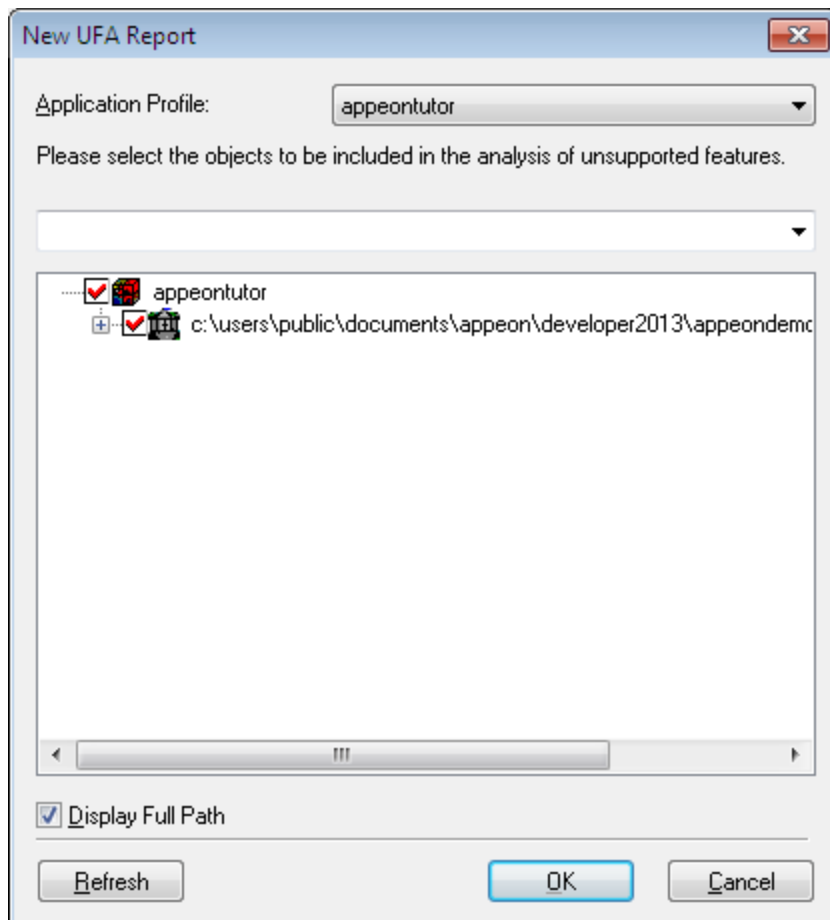 New UFA Report
Application Profile:
appeontutor
Please select the objects to be included in the analysis of unsupported features.
appeontutor
c:\users\public\documents\appeon\developer2013\appeondemo
Display Full Path
Refresh
OK
Cancel